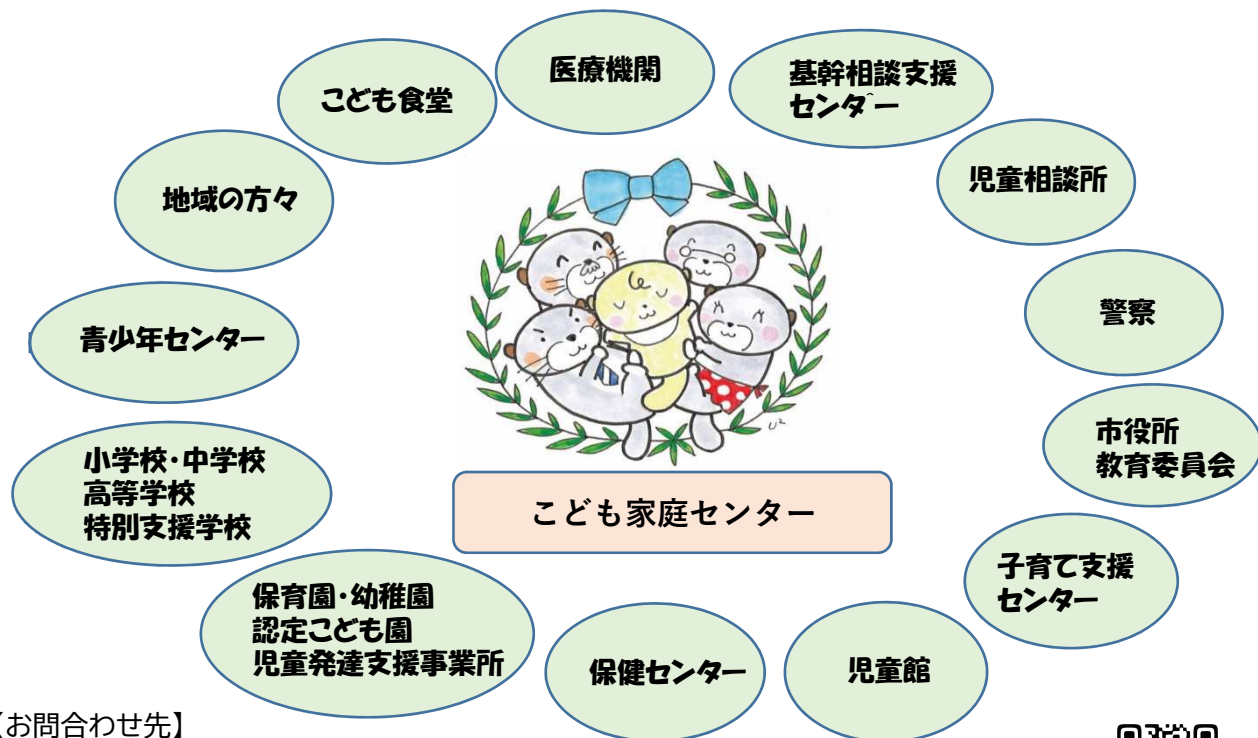 医療機関
基幹相談支援
センター
こども食堂
児童相談所
地域の方々
警察
青少年センター
市役所
教育委員会
小学校・中学校
高等学校
特別支援学校
こども家庭センター
子育て支援
センター
保育園・幼稚園
認定こども園
児童発達支援事業所
保健センター
児童館
【お問合わせ先】